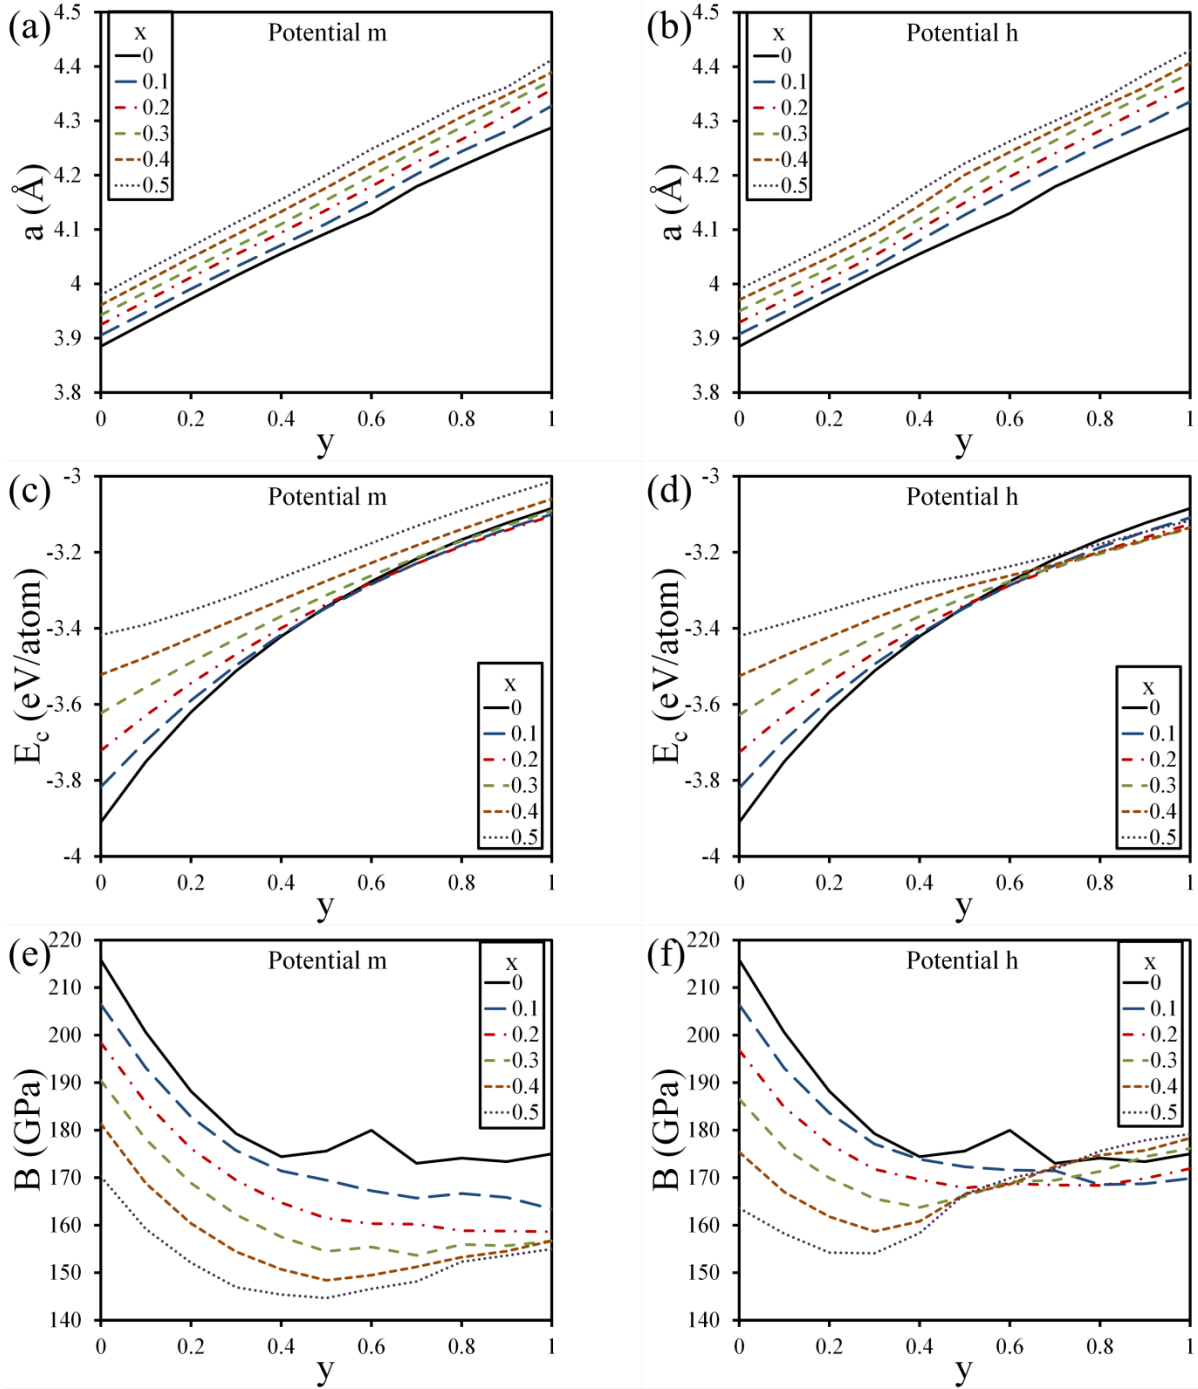 (a)
Potential m
x
0
0.1
0.2
0.3
0.4
0.5
a (Å)
4.5
4.4
4.3
4.2
4.1
4
3.9
3.8
0 0.2 0.4 0.6 0.8 1
y
(b)
Potential h
x
0
0.1
0.2
0.3
0.4
0.5
a (Å)
4.5
4.4
4.3
4.2
4.1
4
3.9
3.8
0 0.2 0.4 0.6 0.8 1
y
(c)
Potential m
E_c (eV/atom)
-3
-3.2
-3.4
-3.6
-3.8
-4
x
0
0.1
0.2
0.3
0.4
0.5
0 0.2 0.4 0.6 0.8 1
y
(d)
Potential h
E_c (eV/atom)
-3
-3.2
-3.4
-3.6
-3.8
-4
x
0
0.1
0.2
0.3
0.4
0.5
0 0.2 0.4 0.6 0.8 1
y
(e)
Potential m
x
0
0.1
0.2
0.3
0.4
0.5
B (GPa)
220
210
200
190
180
170
160
150
140
0 0.2 0.4 0.6 0.8 1
y
(f)
Potential h
x
0
0.1
0.2
0.3
0.4
0.5
B (GPa)
220
210
200
190
180
170
160
150
140
0 0.2 0.4 0.6 0.8 1
y